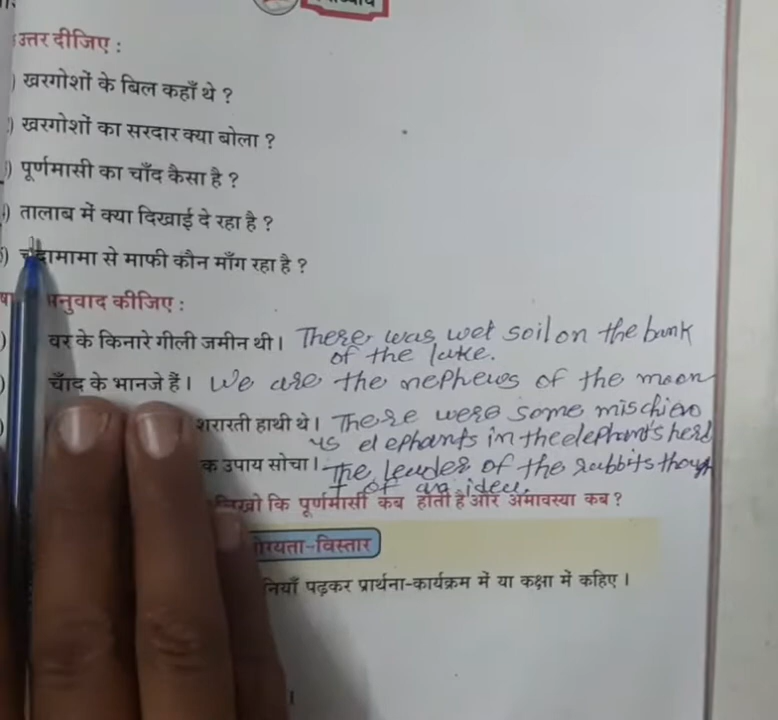 उत्तर दीजिए :
) खरगोशों के बिल कहाँ थे ?
) खरगोशों का सरदार क्या बोला ?
) पूर्णमासी का चाँद कैसा है ?
) तालाब में क्या दिखाई दे रहा है ?
) चंदामामा से माफी कौन माँग रहा है ?
नुवाद कीजिए :
वर के किनारे गीली जमीन थी। There was wet soil on the bank
of the lake.
चाँद के भानजे हैं। We are the nephews of the moon
शरारती हाथी थे। There were some mischievo
us elephants in the elephant's herd
क उपाय सोचा। The leader of the rabbits though
t of an idea.
लिखो कि पूर्णमासी कब होती है और अमावस्या कब ?
योग्यता-विस्तार
नियाँ पढ़कर प्रार्थना-कार्यक्रम में या कक्षा में कहिए।